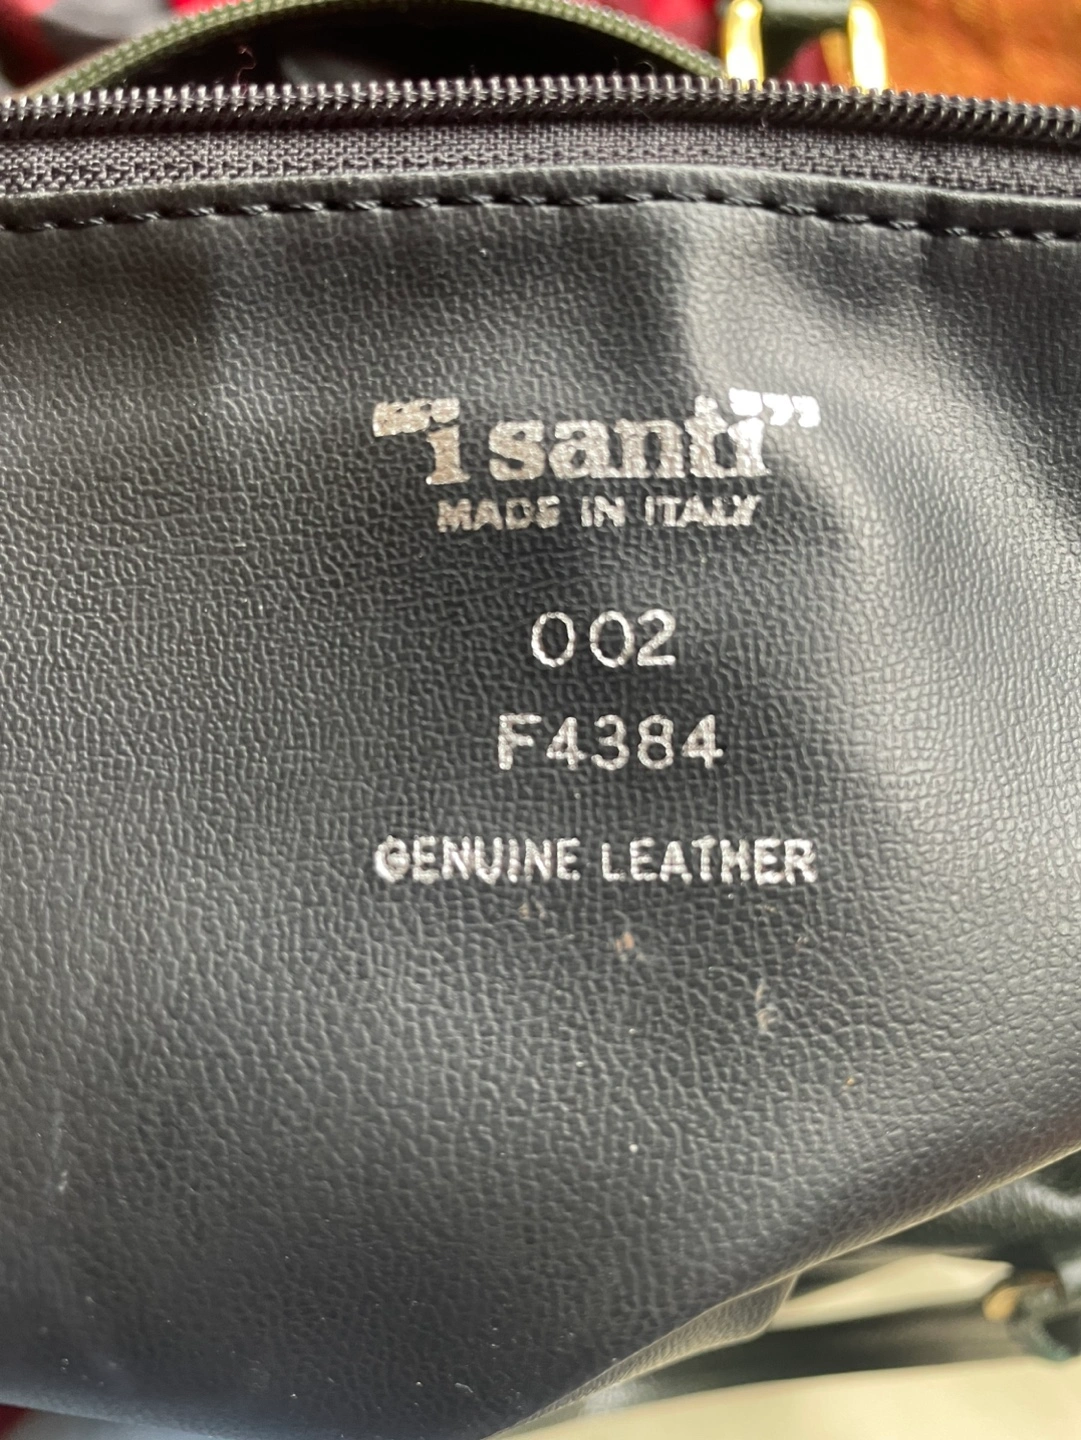 “i santi”
MADE IN ITALY
002
F4384
GENUINE LEATHER